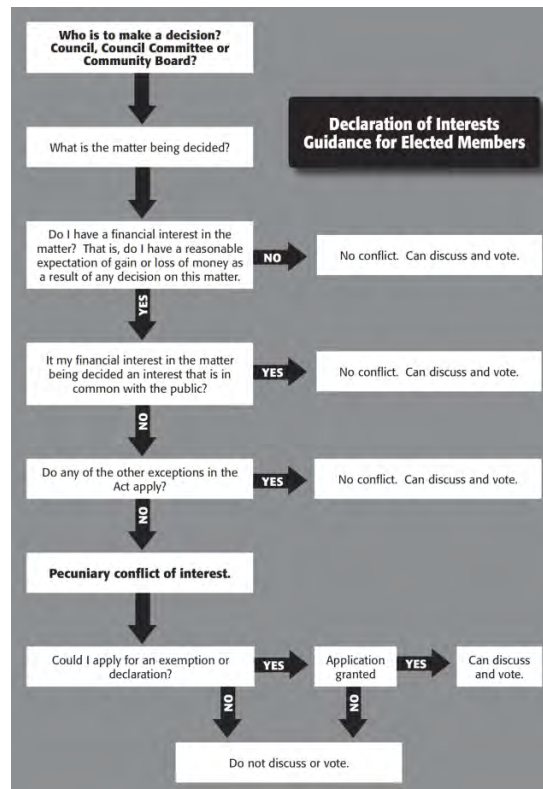 Who is to make a decision?
Council, Council Committee or
Community Board?
Declaration of Interests
Guidance for Elected Members
What is the matter being decided?
Do I have a financial interest in the
matter? That is, do I have a reasonable
expectation of gain or loss of money as
a result of any decision on this matter.
NO
No conflict. Can discuss and vote.
YES
It my financial interest in the matter
being decided an interest that is in
common with the public?
YES
No conflict. Can discuss and vote.
NO
Do any of the other exceptions in the
Act apply?
YES
No conflict. Can discuss and vote.
NO
Pecuniary conflict of interest.
Could I apply for an exemption or
declaration?
YES
Application
granted
YES
Can discuss
and vote.
NO
NO
Do not discuss or vote.